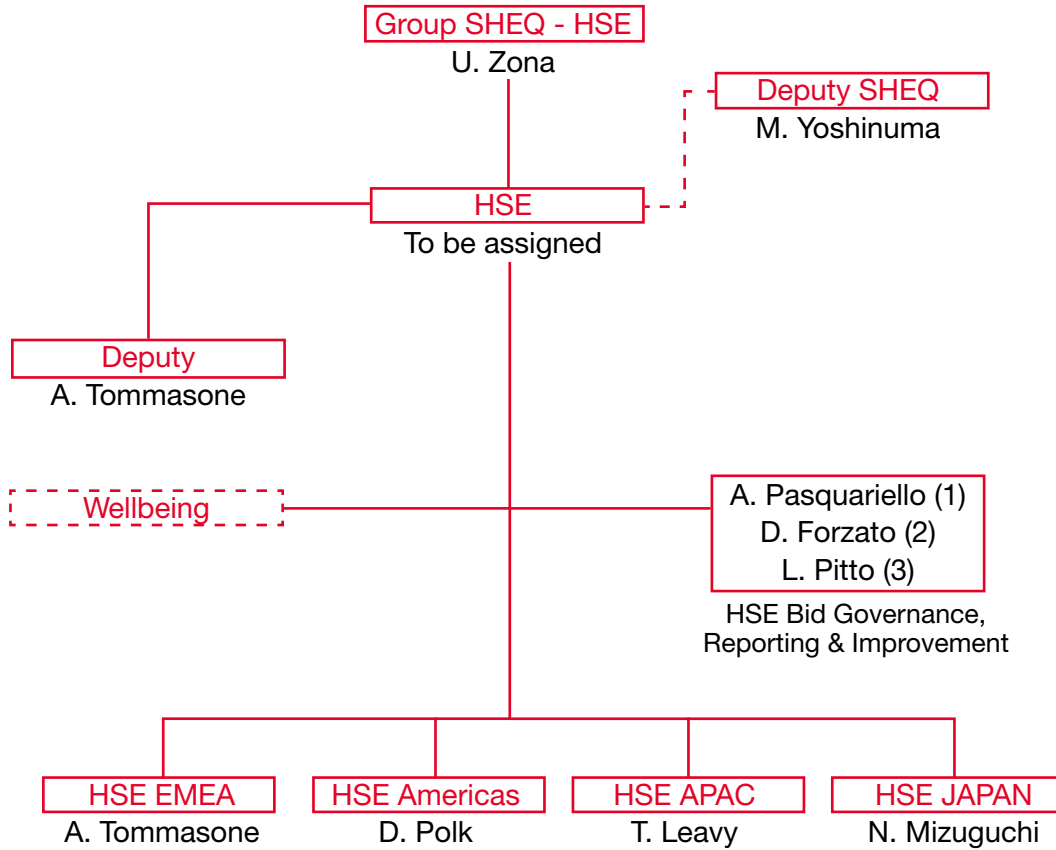 Group SHEQ - HSE
U. Zona
Deputy SHEQ
M. Yoshinuma
HSE
To be assigned
Deputy
A. Tommasone
Wellbeing
A. Pasquariello (1)
D. Forzato (2)
L. Pitto (3)
HSE Bid Governance,
Reporting & Improvement
HSE EMEA
A. Tommasone
HSE Americas
D. Polk
HSE APAC
T. Leavy
HSE JAPAN
N. Mizuguchi